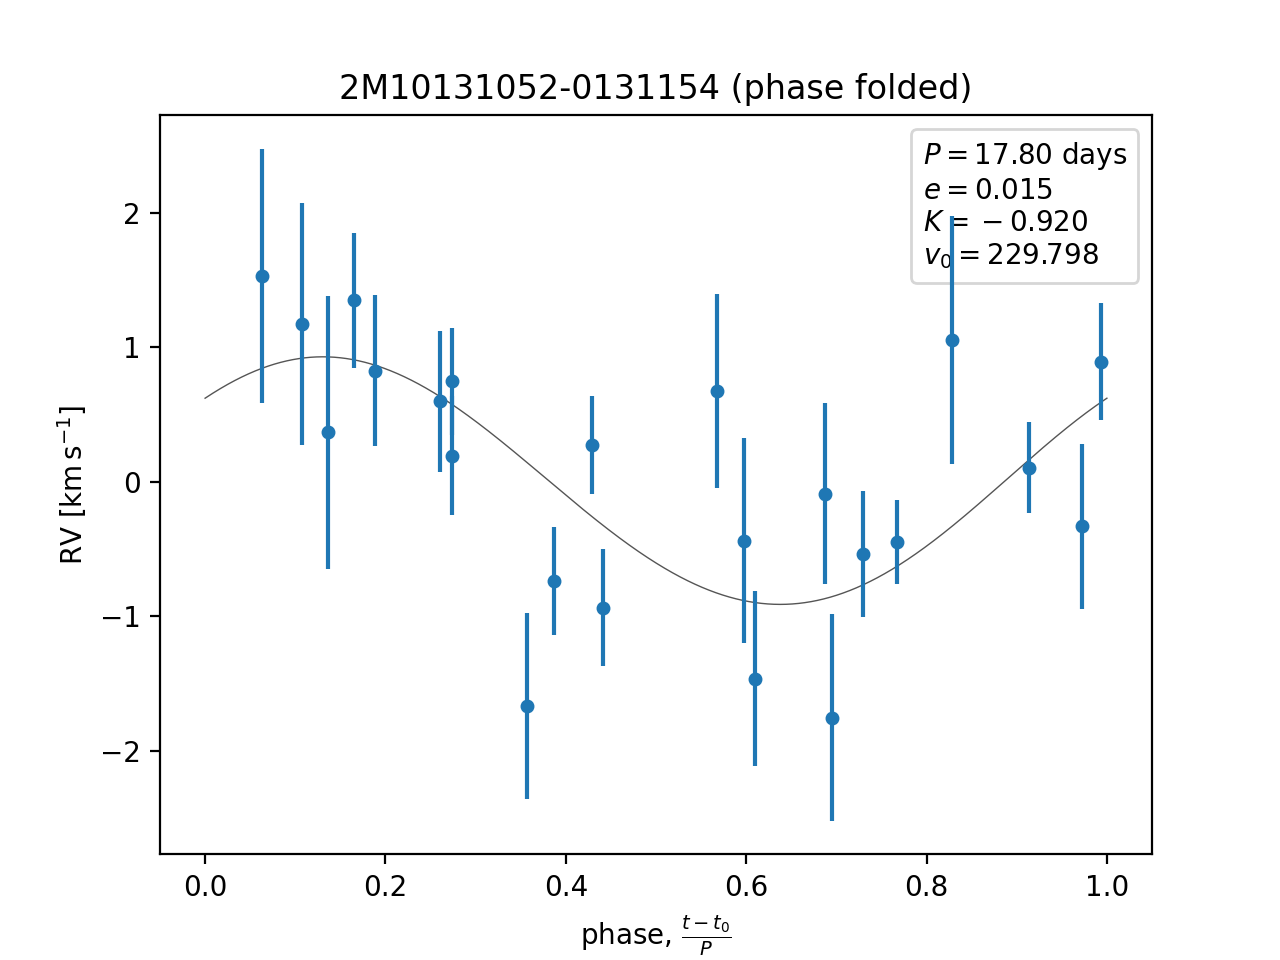 2M10131052-0131154 (phase folded)
P = 17.80 days
e = 0.015
K = −0.920
v₀ = 229.798
RV [km s⁻¹]
2
1
0
−1
−2
0.0 0.2 0.4 0.6 0.8 1.0
phase, (t − t₀)/P